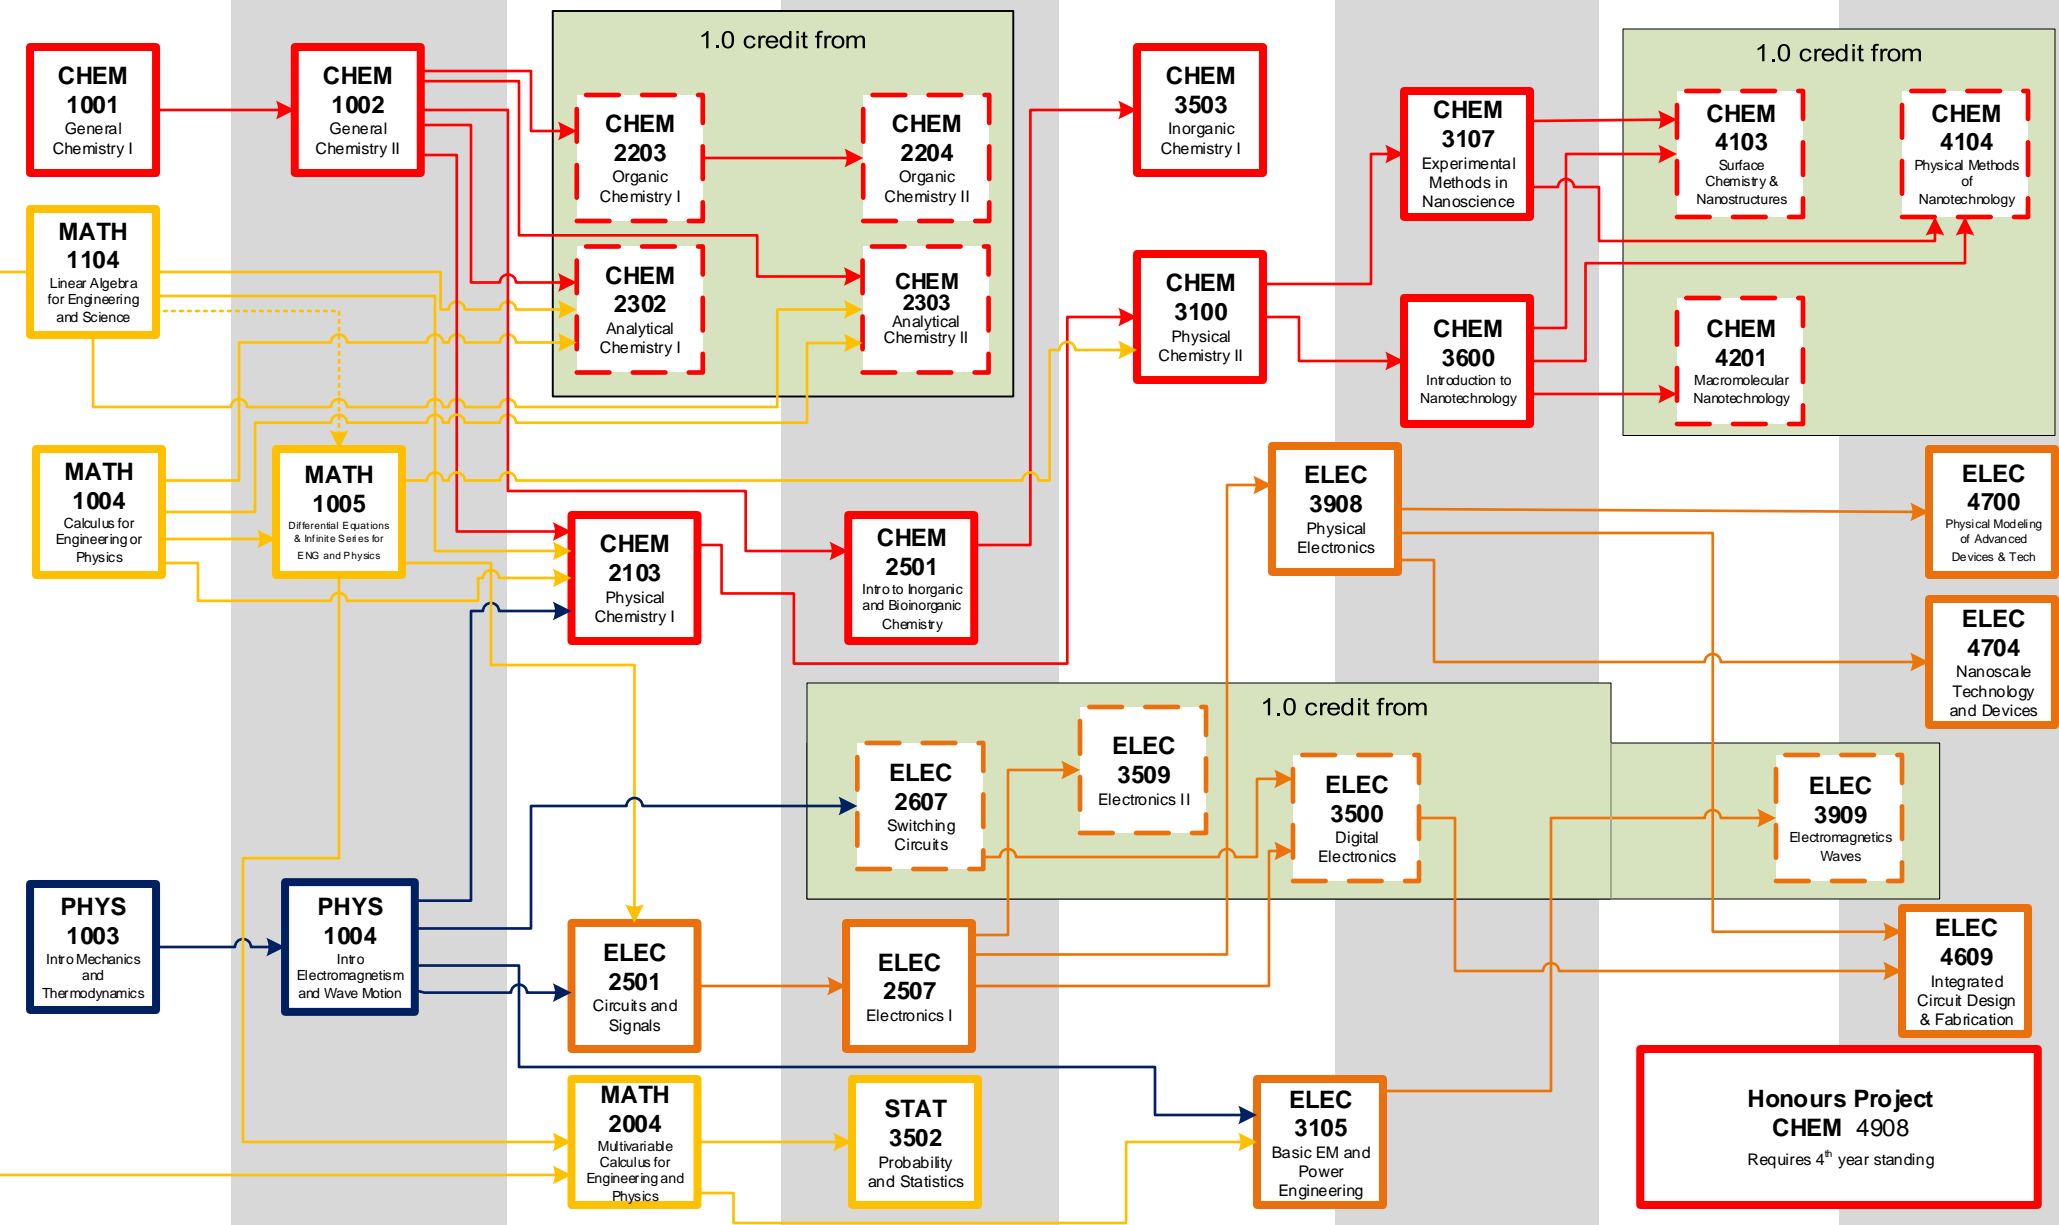 CHEM
1001
General
Chemistry I
CHEM
1002
General
Chemistry II
1.0 credit from
CHEM
2203
Organic
Chemistry I
CHEM
2204
Organic
Chemistry II
CHEM
2302
Analytical
Chemistry I
CHEM
2303
Analytical
Chemistry II
CHEM
3503
Inorganic
Chemistry I
CHEM
3100
Physical
Chemistry II
CHEM
3107
Experimental
Methods in
Nanoscience
CHEM
3600
Introduction to
Nanotechnology
1.0 credit from
CHEM
4103
Surface
Chemistry &
Nanostructures
CHEM
4104
Physical Methods
of
Nanotechnology
CHEM
4201
Macromolecular
Nanotechnology
MATH
1104
Linear Algebra
for Engineering
and Science
MATH
1004
Calculus for
Engineering or
Physics
MATH
1005
Differential Equations
& Infinite Series for
ENG and Physics
CHEM
2103
Physical
Chemistry I
CHEM
2501
Intro to Inorganic
and Bioinorganic
Chemistry
ELEC
3908
Physical
Electronics
ELEC
4700
Physical Modeling
of Advanced
Devices & Tech
ELEC
4704
Nanoscale
Technology
and Devices
1.0 credit from
ELEC
2607
Switching
Circuits
ELEC
3509
Electronics II
ELEC
3500
Digital
Electronics
ELEC
3909
Electromagnetics
Waves
PHYS
1003
Intro Mechanics
and
Thermodynamics
PHYS
1004
Intro
Electromagnetism
and Wave Motion
ELEC
2501
Circuits and
Signals
ELEC
2507
Electronics I
ELEC
4609
Integrated
Circuit Design
& Fabrication
MATH
2004
Multivariable
Calculus for
Engineering and
Physics
STAT
3502
Probability
and Statistics
ELEC
3105
Basic EM and
Power
Engineering
Honours Project
CHEM 4908
Requires 4th year standing